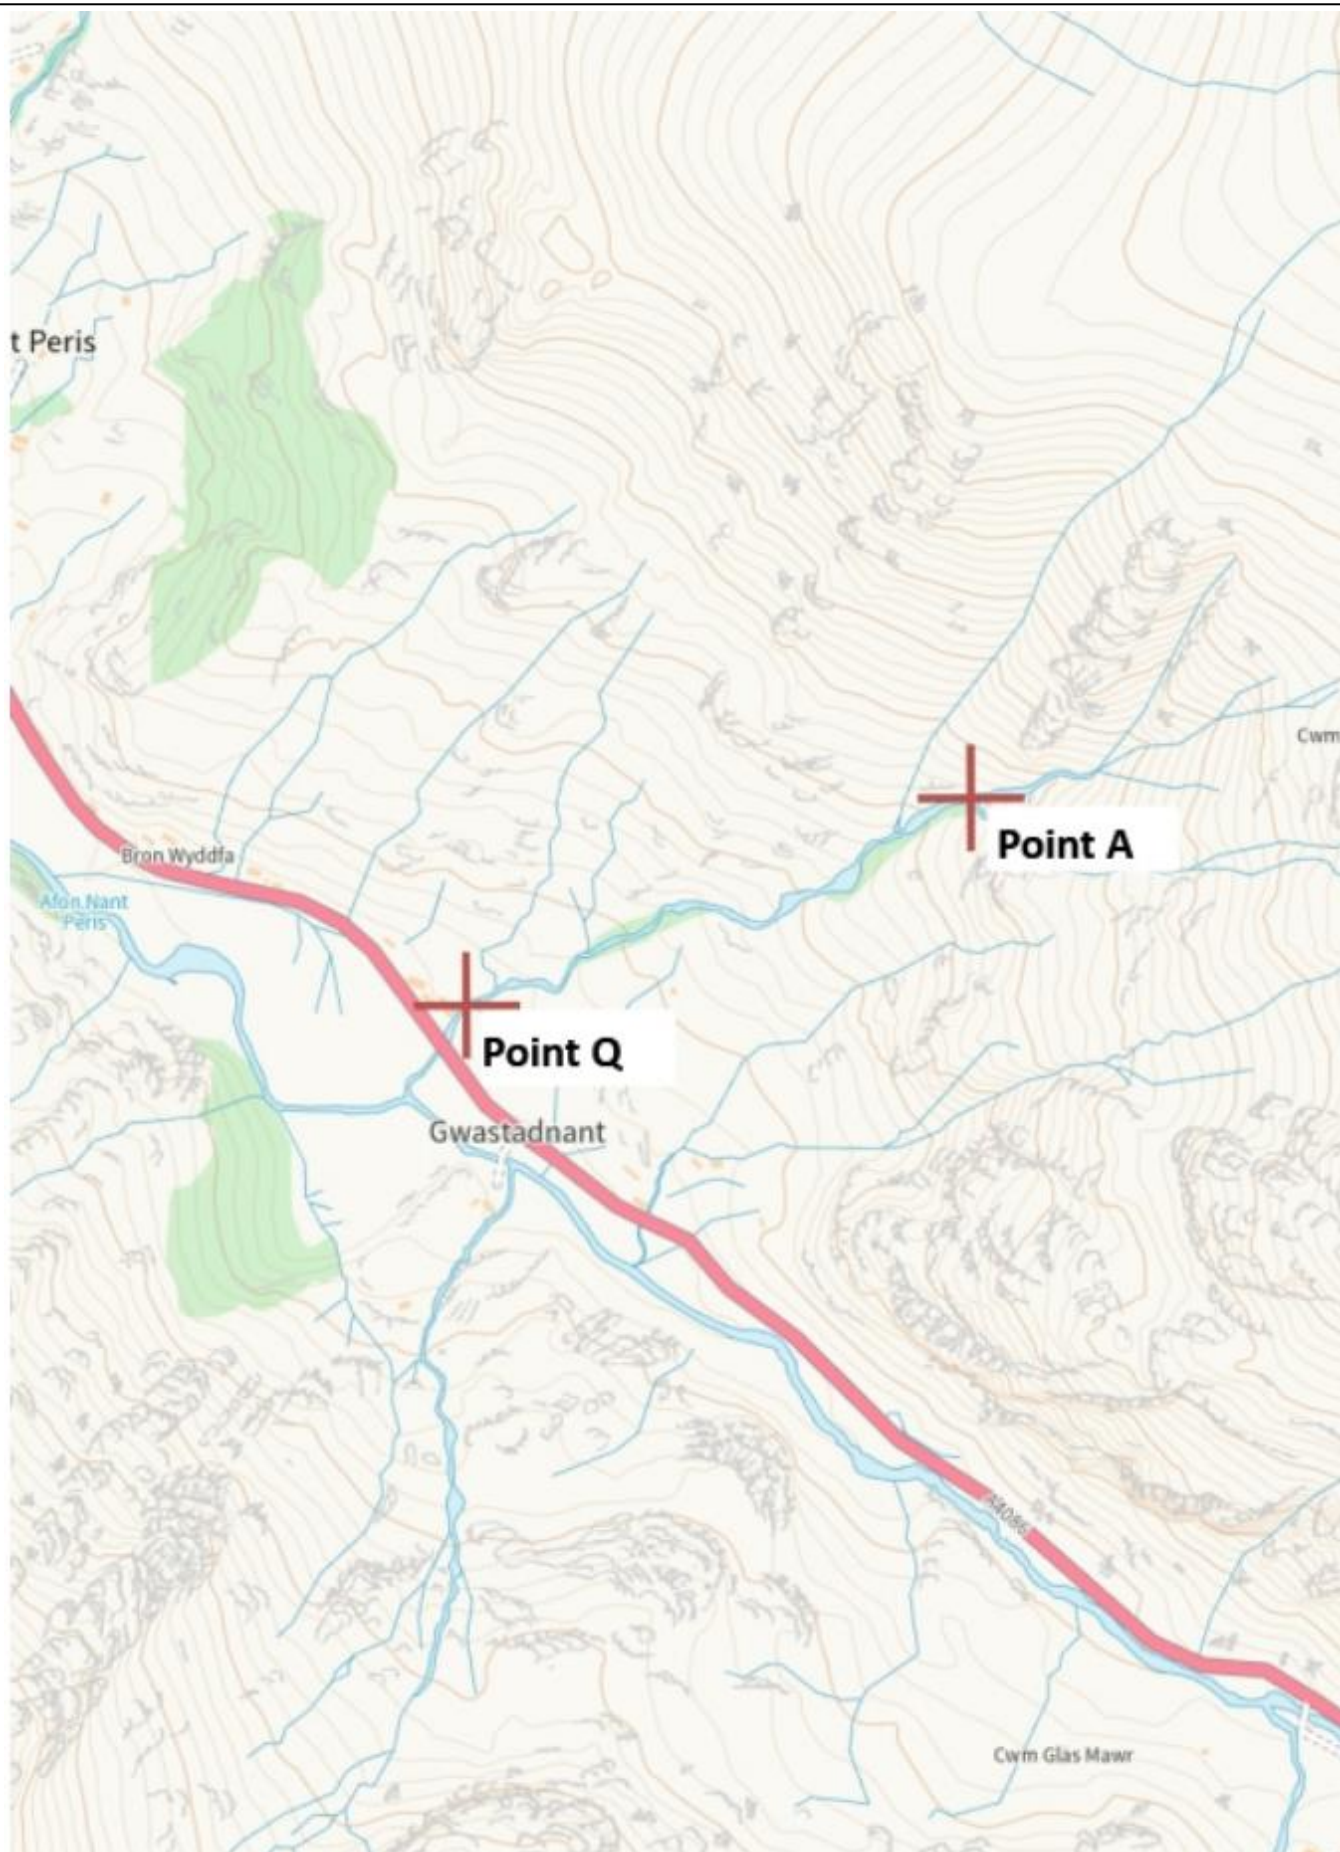 t Peris
Cwm
Point A
Bron Wyddfa
Afon Nant
Peris
Point Q
Gwastadnant
A4086
Cwm Glas Mawr